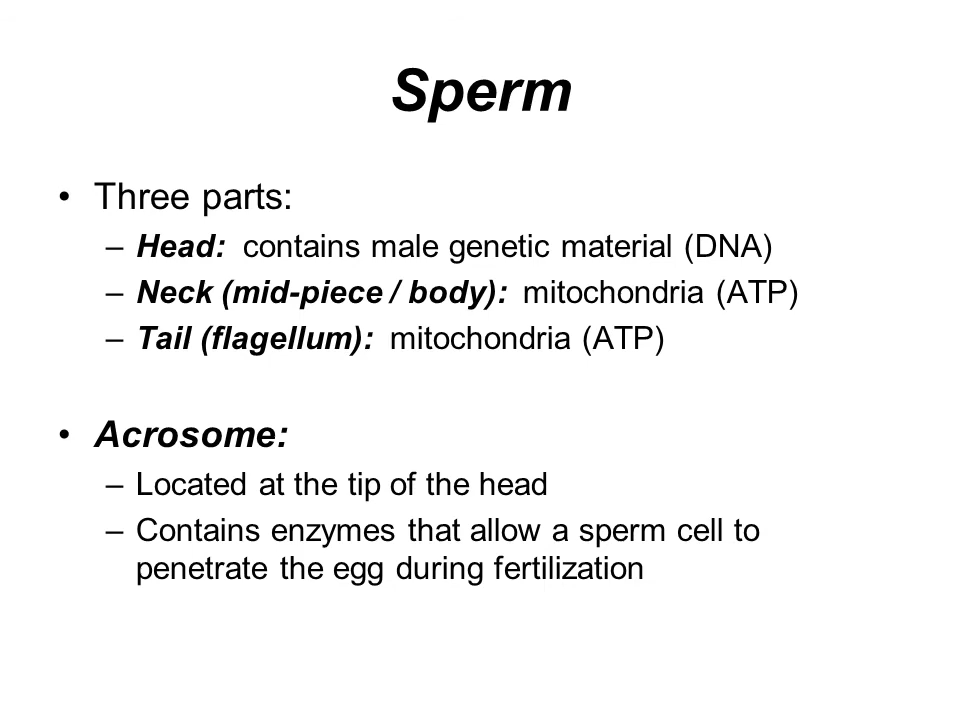 Sperm
• Three parts:
– Head: contains male genetic material (DNA)
– Neck (mid-piece / body): mitochondria (ATP)
– Tail (flagellum): mitochondria (ATP)
• Acrosome:
– Located at the tip of the head
– Contains enzymes that allow a sperm cell to
penetrate the egg during fertilization